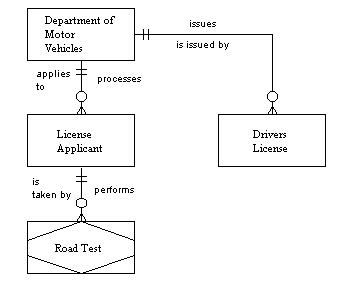 Department of
Motor
Vehicles
issues
is issued by
applies
to
processes
License
Applicant
Drivers
License
is
taken by
performs
Road Test